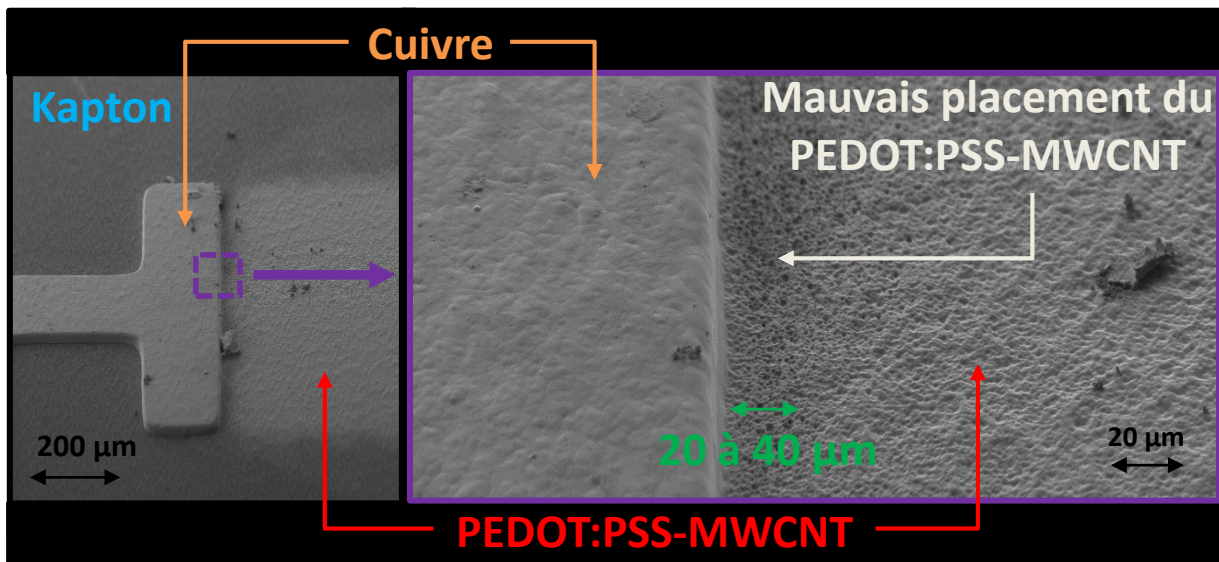 Cuivre
Kapton
Mauvais placement du
PEDOT:PSS-MWCNT
200 µm
20 à 40 µm
20 µm
PEDOT:PSS-MWCNT